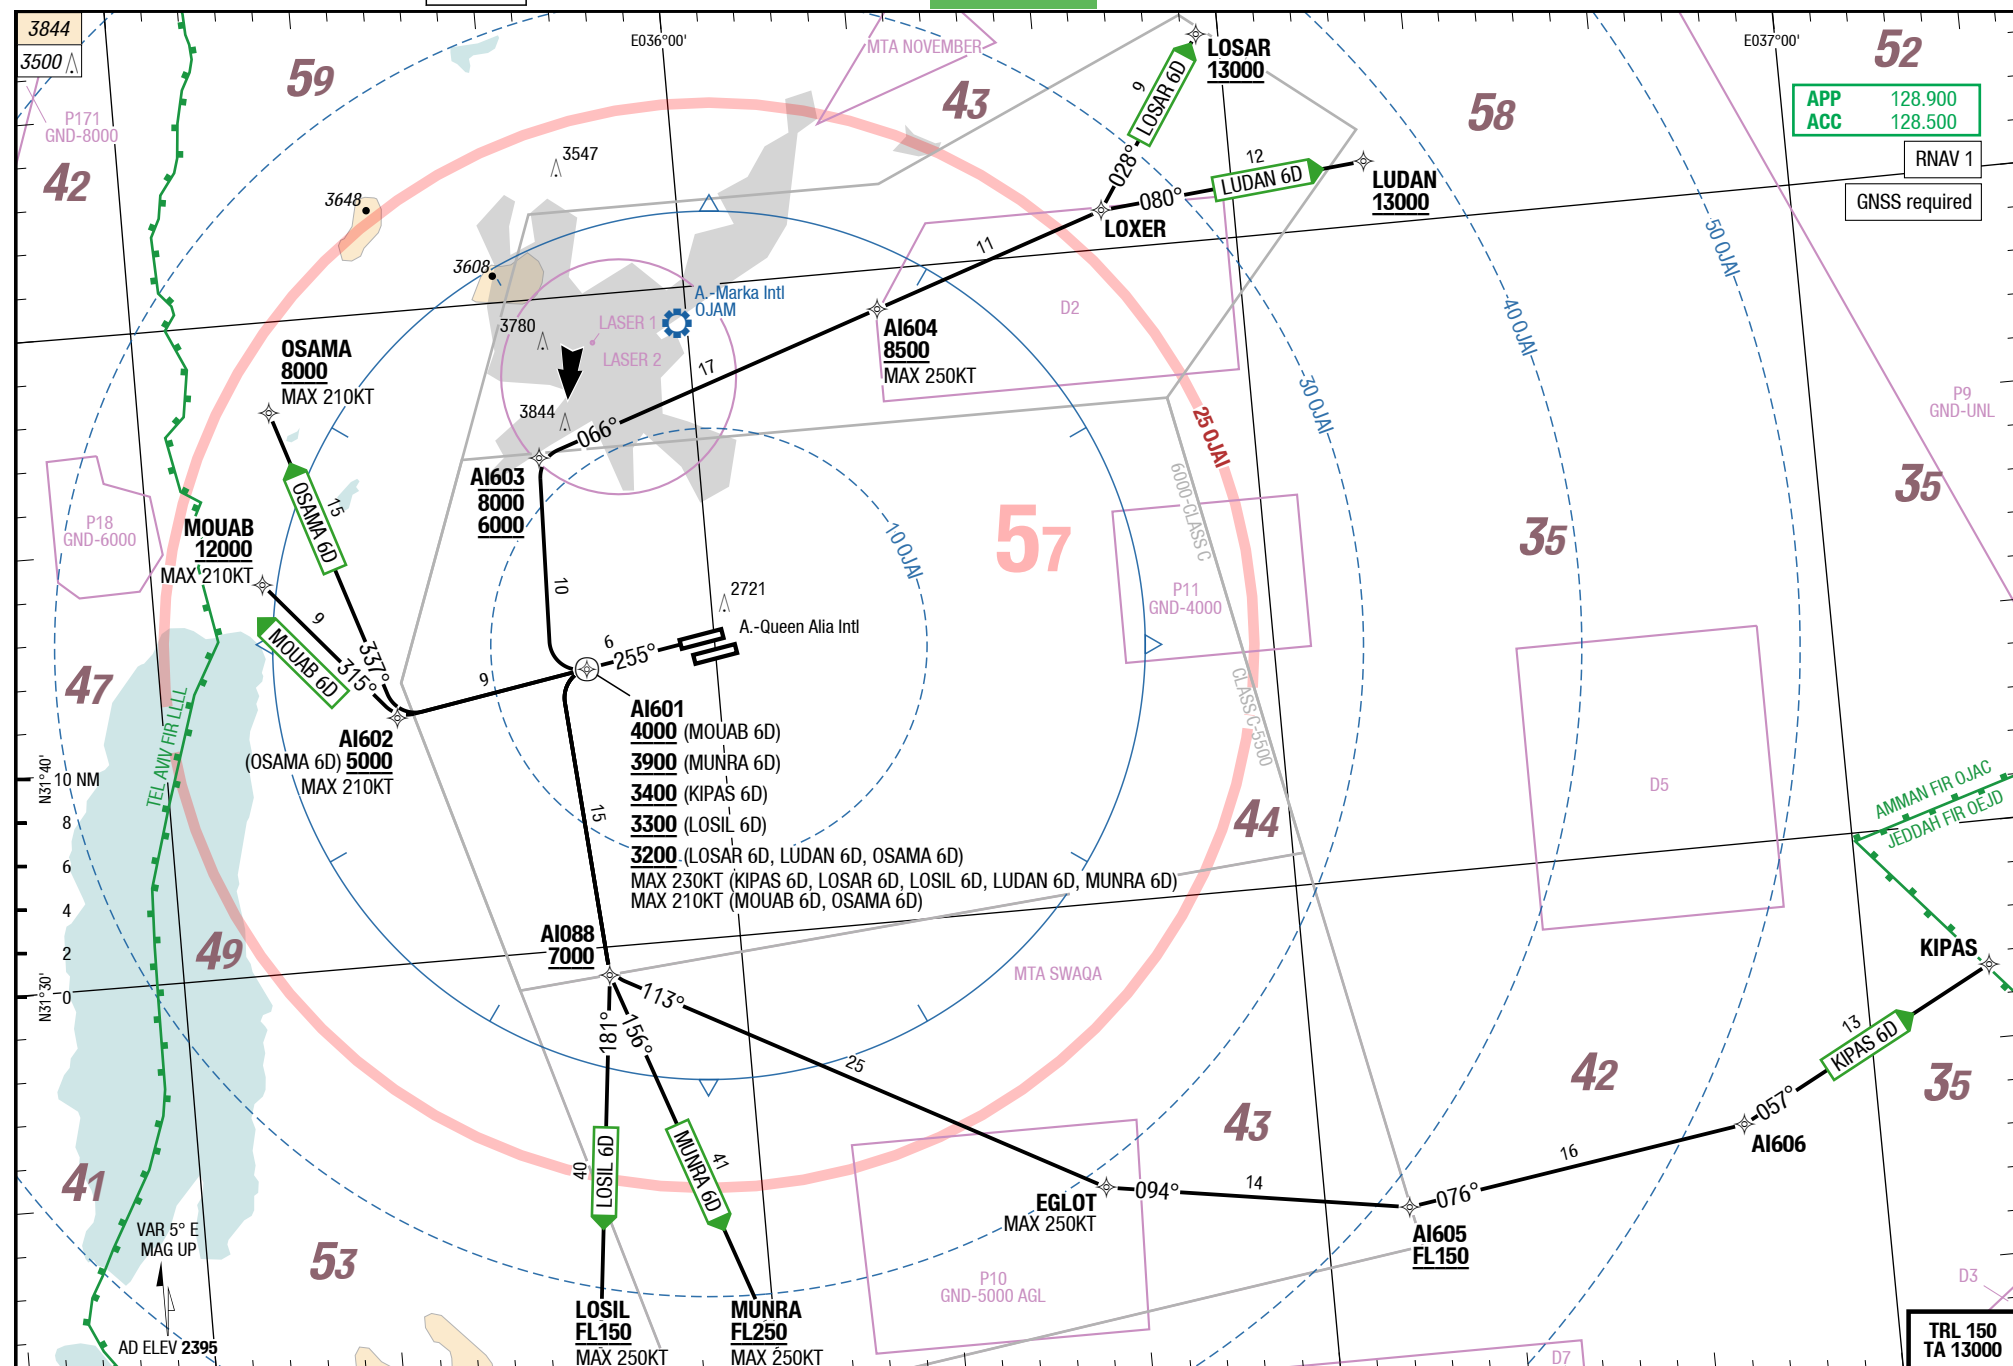 3844
3500
E036°00'
E037°00'
MTA NOVEMBER
LOSAR
13000
9
LOSAR 6D
028°
59
43
58
52
APP 128.900
ACC 128.500
RNAV 1
GNSS required
P171
GND-8000
42
3547
3648
12
LUDAN 6D
080°
LUDAN
13000
LOXER
11
50 OJAI
3608
A.-Marka Intl
OJAM
LASER 1
LASER 2
3780
D2
40 OJAI
AI604
8500
MAX 250KT
OSAMA
8000
MAX 210KT
17
3844
066°
30 OJAI
25 OJAI
P9
GND-UNL
AI603
8000
6000
6000-CLASS C
35
P18
GND-6000
MOUAB
12000
MAX 210KT
15
OSAMA 6D
10 OJAI
57
35
P11
GND-4000
10
2721
A.-Queen Alia Intl
9
MOUAB 6D
315°
337°
6
255°
9
47
TEL AVIV FIR LLLL
CLASS C-5500
AI602
(OSAMA 6D) 5000
MAX 210KT
AI601
4000 (MOUAB 6D)
3900 (MUNRA 6D)
3400 (KIPAS 6D)
3300 (LOSIL 6D)
3200 (LOSAR 6D, LUDAN 6D, OSAMA 6D)
MAX 230KT (KIPAS 6D, LOSAR 6D, LOSIL 6D, LUDAN 6D, MUNRA 6D)
MAX 210KT (MOUAB 6D, OSAMA 6D)
N31°40'
10 NM
8
6
4
2
0
N31°30'
15
44
D5
AMMAN FIR OJAC
JEDDAH FIR OEJD
AI088
7000
49
MTA SWAQA
KIPAS
113°
156°
181°
25
13
KIPAS 6D
057°
42
35
43
41
40
LOSIL 6D
MUNRA 6D
41
AI606
16
EGLOT
MAX 250KT
094°
14
076°
AI605
FL150
VAR 5° E
MAG UP
53
P10
GND-5000 AGL
D3
LOSIL
FL150
MAX 250KT
MUNRA
FL250
MAX 250KT
AD ELEV 2395
D7
TRL 150
TA 13000